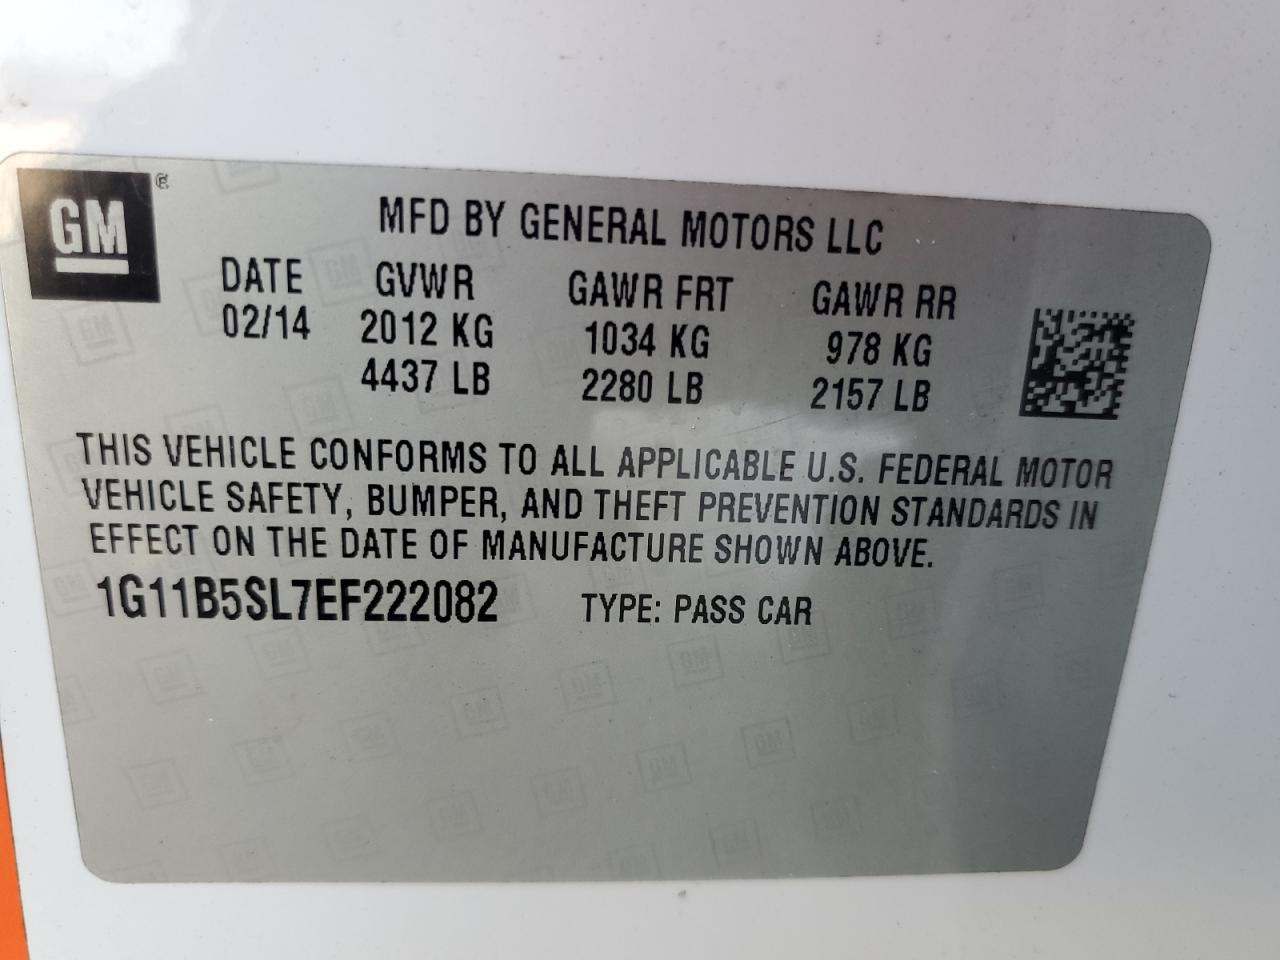 GM
MFD BY GENERAL MOTORS LLC
DATE GVWR GAWR FRT GAWR RR
02/14 2012 KG 1034 KG 978 KG
4437 LB 2280 LB 2157 LB
THIS VEHICLE CONFORMS TO ALL APPLICABLE U.S. FEDERAL MOTOR
VEHICLE SAFETY, BUMPER, AND THEFT PREVENTION STANDARDS IN
EFFECT ON THE DATE OF MANUFACTURE SHOWN ABOVE.
1G11B5SL7EF222082 TYPE: PASS CAR